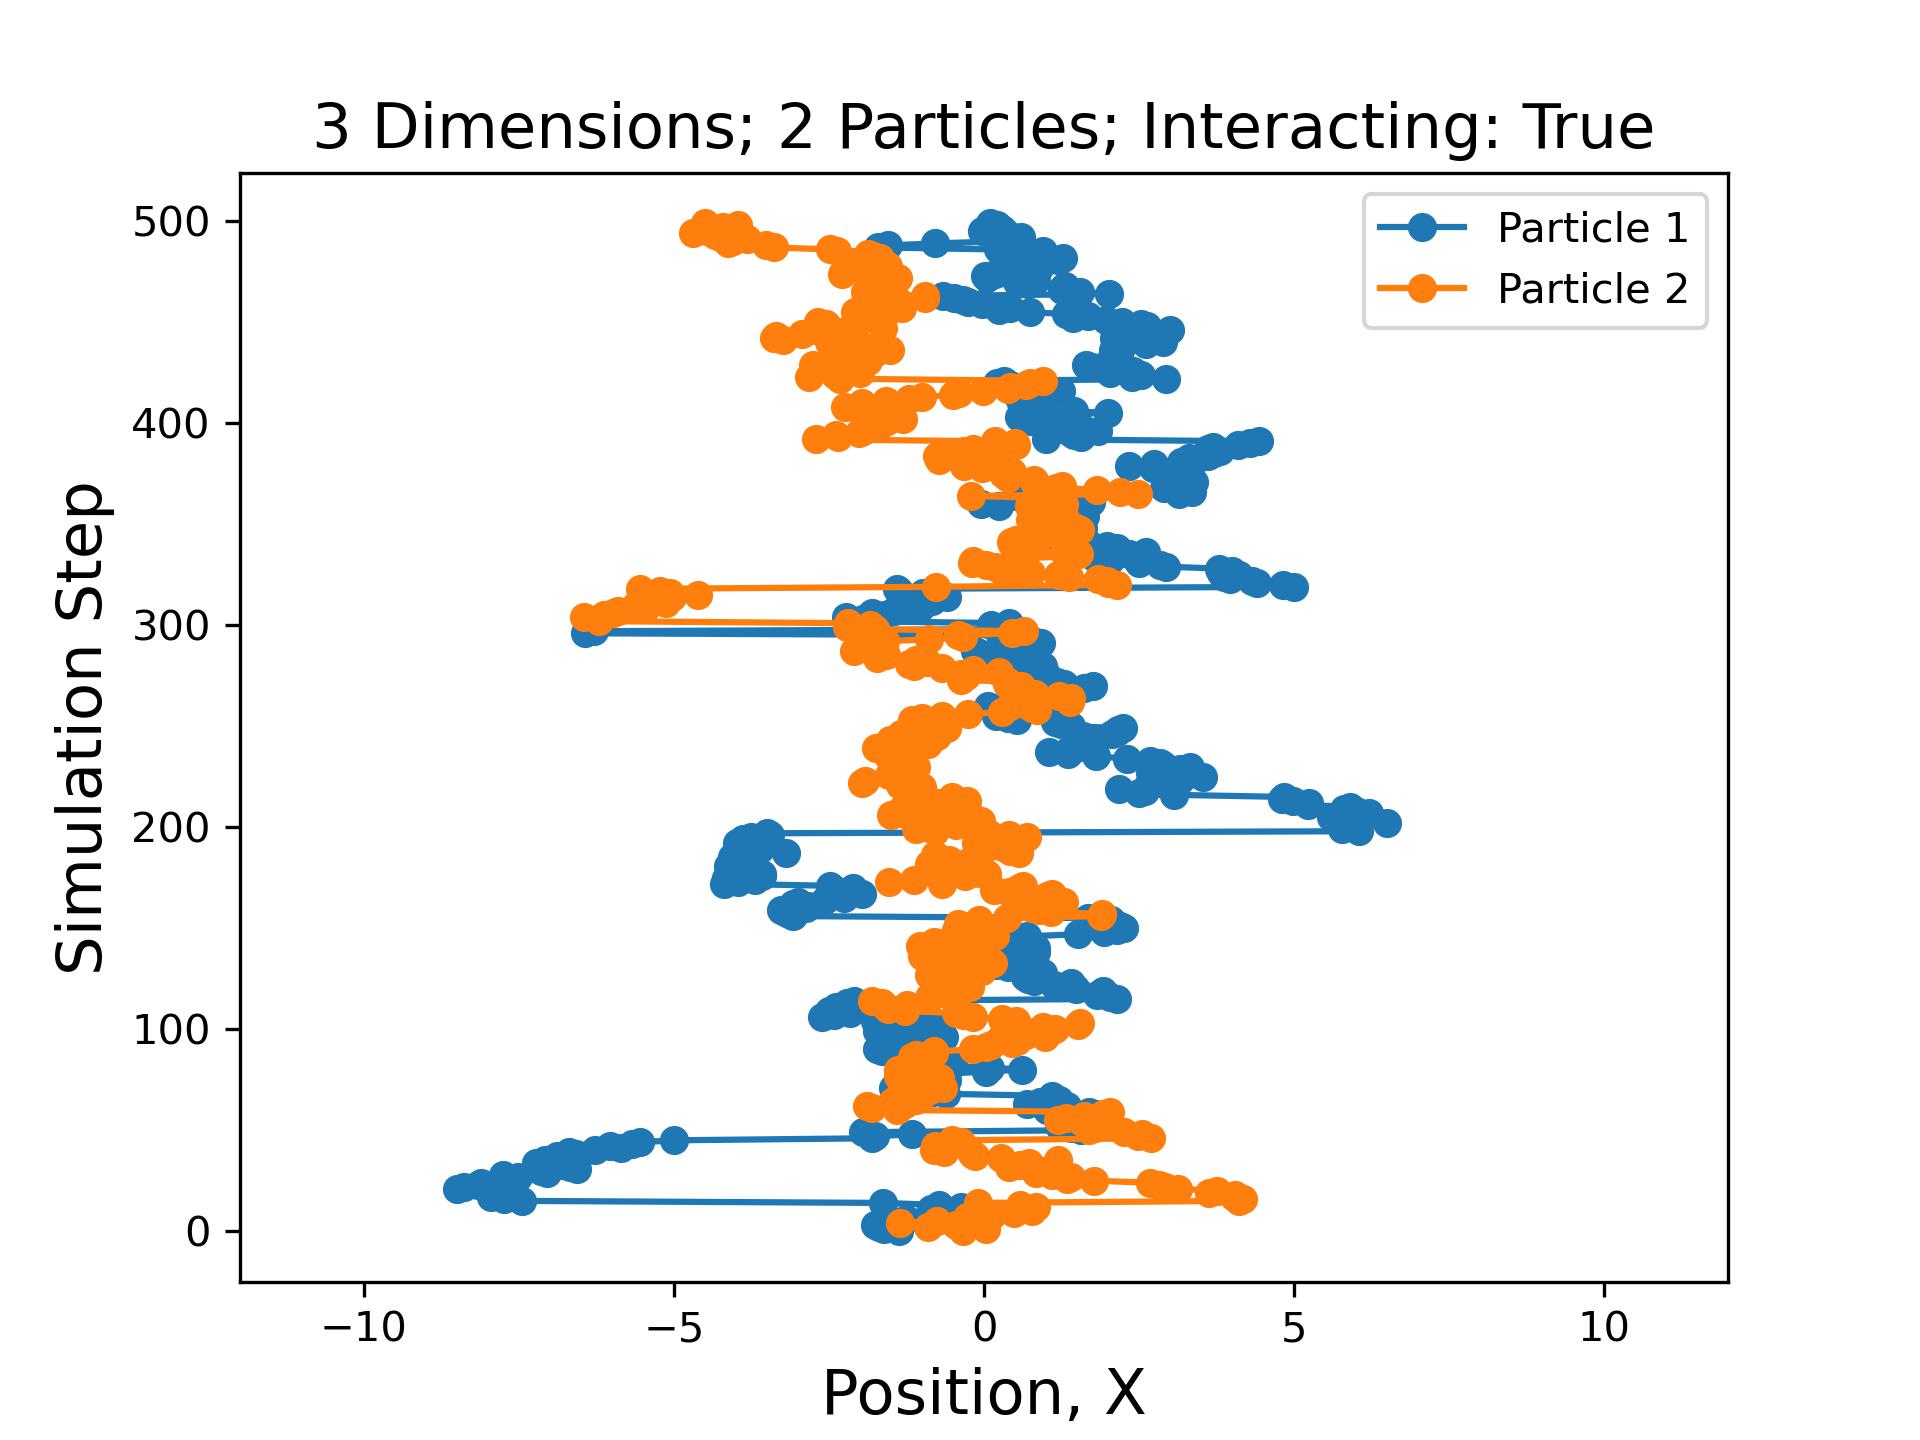 3 Dimensions; 2 Particles; Interacting: True
Particle 1
Particle 2
Simulation Step
500
400
300
200
100
0
−10
−5
0
5
10
Position, X